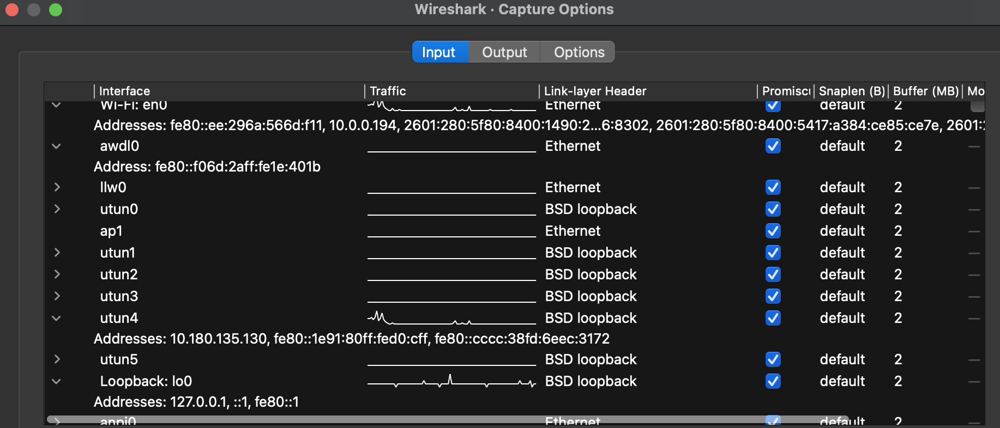 Wireshark · Capture Options
Input Output Options
Interface Traffic Link-layer Header Promisc Snaplen (B) Buffer (MB) Mo
Wi-Fi: en0 Ethernet default 2
Addresses: fe80::ee:296a:566d:f11, 10.0.0.194, 2601:280:5f80:8400:1490:2...6:8302, 2601:280:5f80:8400:5417:a384:ce85:ce7e, 2601:2
awdl0 Ethernet default 2 —
Address: fe80::f06d:2aff:fe1e:401b
llw0 Ethernet default 2 —
utun0 BSD loopback default 2 —
ap1 Ethernet default 2 —
utun1 BSD loopback default 2 —
utun2 BSD loopback default 2 —
utun3 BSD loopback default 2 —
utun4 BSD loopback default 2 —
Addresses: 10.180.135.130, fe80::1e91:80ff:fed0:cff, fe80::cccc:38fd:6eec:3172
utun5 BSD loopback default 2 —
Loopback: lo0 BSD loopback default 2 —
Addresses: 127.0.0.1, ::1, fe80::1
anpi0 Ethernet default 2 —